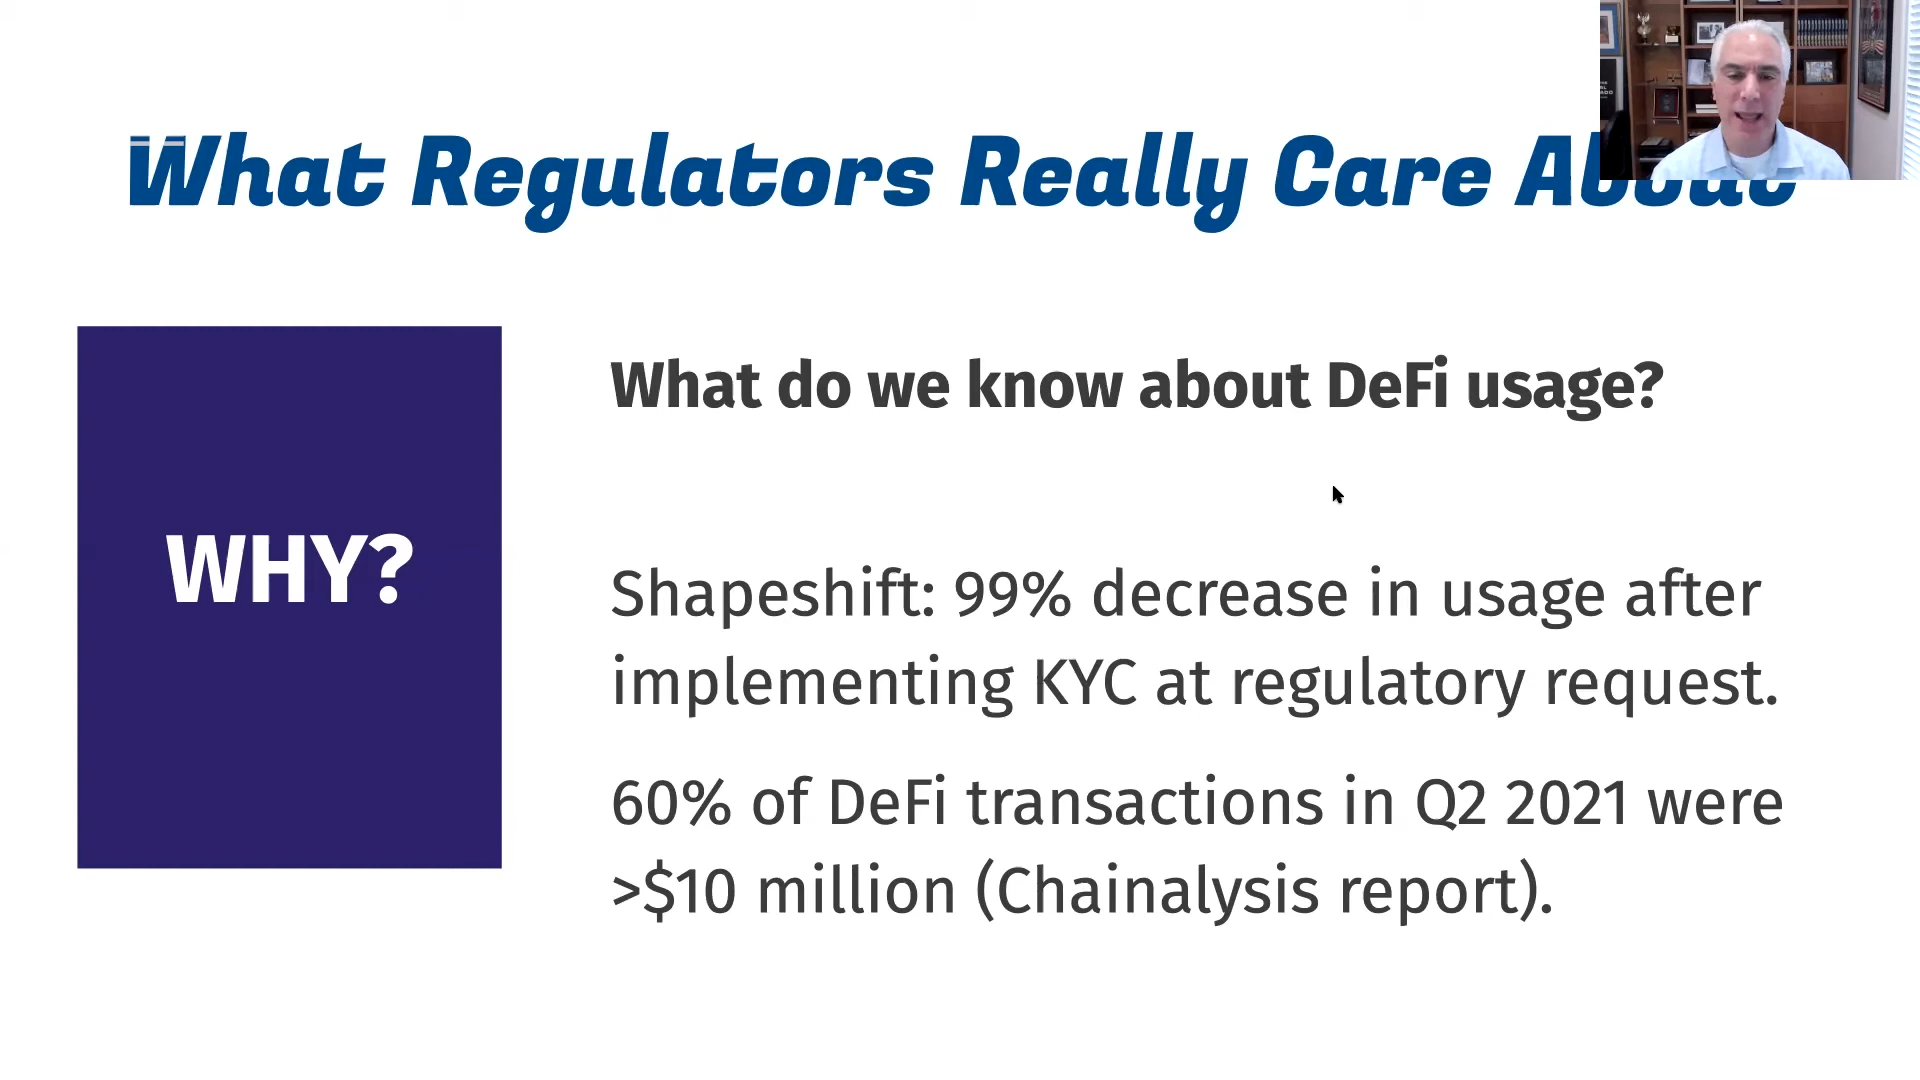 What Regulators Really Care About
WHY?
What do we know about DeFi usage?
Shapeshift: 99% decrease in usage after
implementing KYC at regulatory request.
60% of DeFi transactions in Q2 2021 were
>$10 million (Chainalysis report).